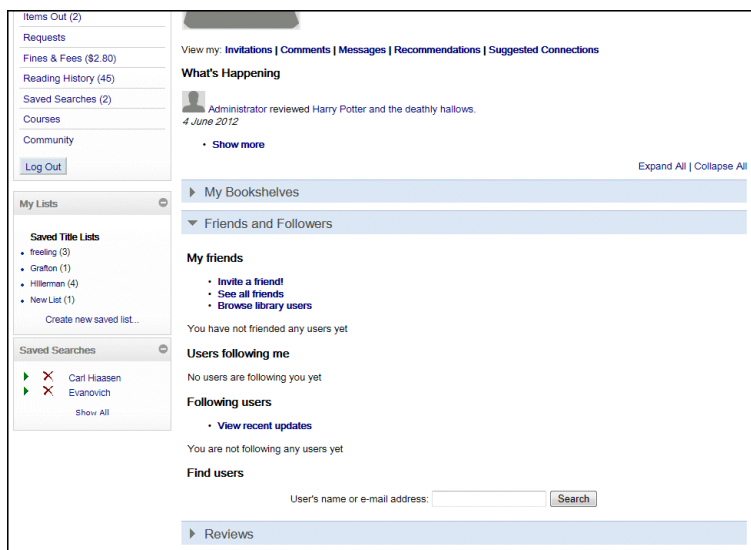 Items Out (2)
Requests
Fines & Fees ($2.80)
Reading History (45)
Saved Searches (2)
Courses
Community
Log Out
My Lists
Saved Title Lists
freeling (3)
Grafton (1)
HIllerman (4)
New List (1)
Create new saved list...
Saved Searches
Carl Hiaasen
Evanovich
Show All
View my: Invitations | Comments | Messages | Recommendations | Suggested Connections
What's Happening
Administrator reviewed Harry Potter and the deathly hallows.
4 June 2012
• Show more
Expand All | Collapse All
My Bookshelves
Friends and Followers
My friends
• Invite a friend!
• See all friends
• Browse library users
You have not friended any users yet
Users following me
No users are following you yet
Following users
• View recent updates
You are not following any users yet
Find users
User's name or e-mail address: Search
Reviews